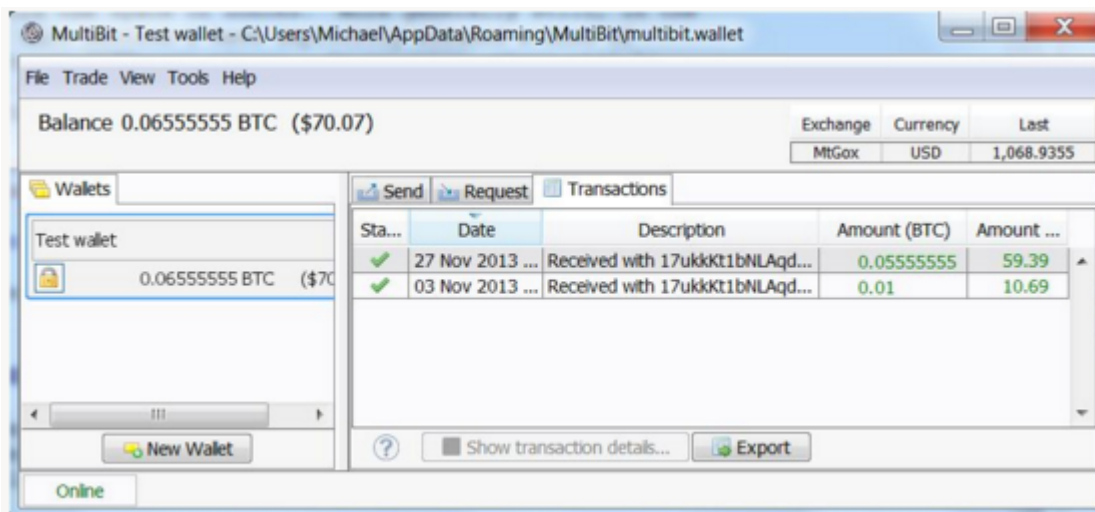 MultiBit - Test wallet - C:\Users\Michael\AppData\Roaming\MultiBit\multibit.wallet
File Trade View Tools Help
Balance 0.06555555 BTC ($70.07)
Exchange Currency Last
MtGox USD 1,068.9355
Wallets
Test wallet
0.06555555 BTC ($70
New Wallet
Send Request Transactions
Sta... Date Description Amount (BTC) Amount ...
27 Nov 2013 ... Received with 17ukkKt1bNLAqd... 0.05555555 59.39
03 Nov 2013 ... Received with 17ukkKt1bNLAqd... 0.01 10.69
? Show transaction details... Export
Online